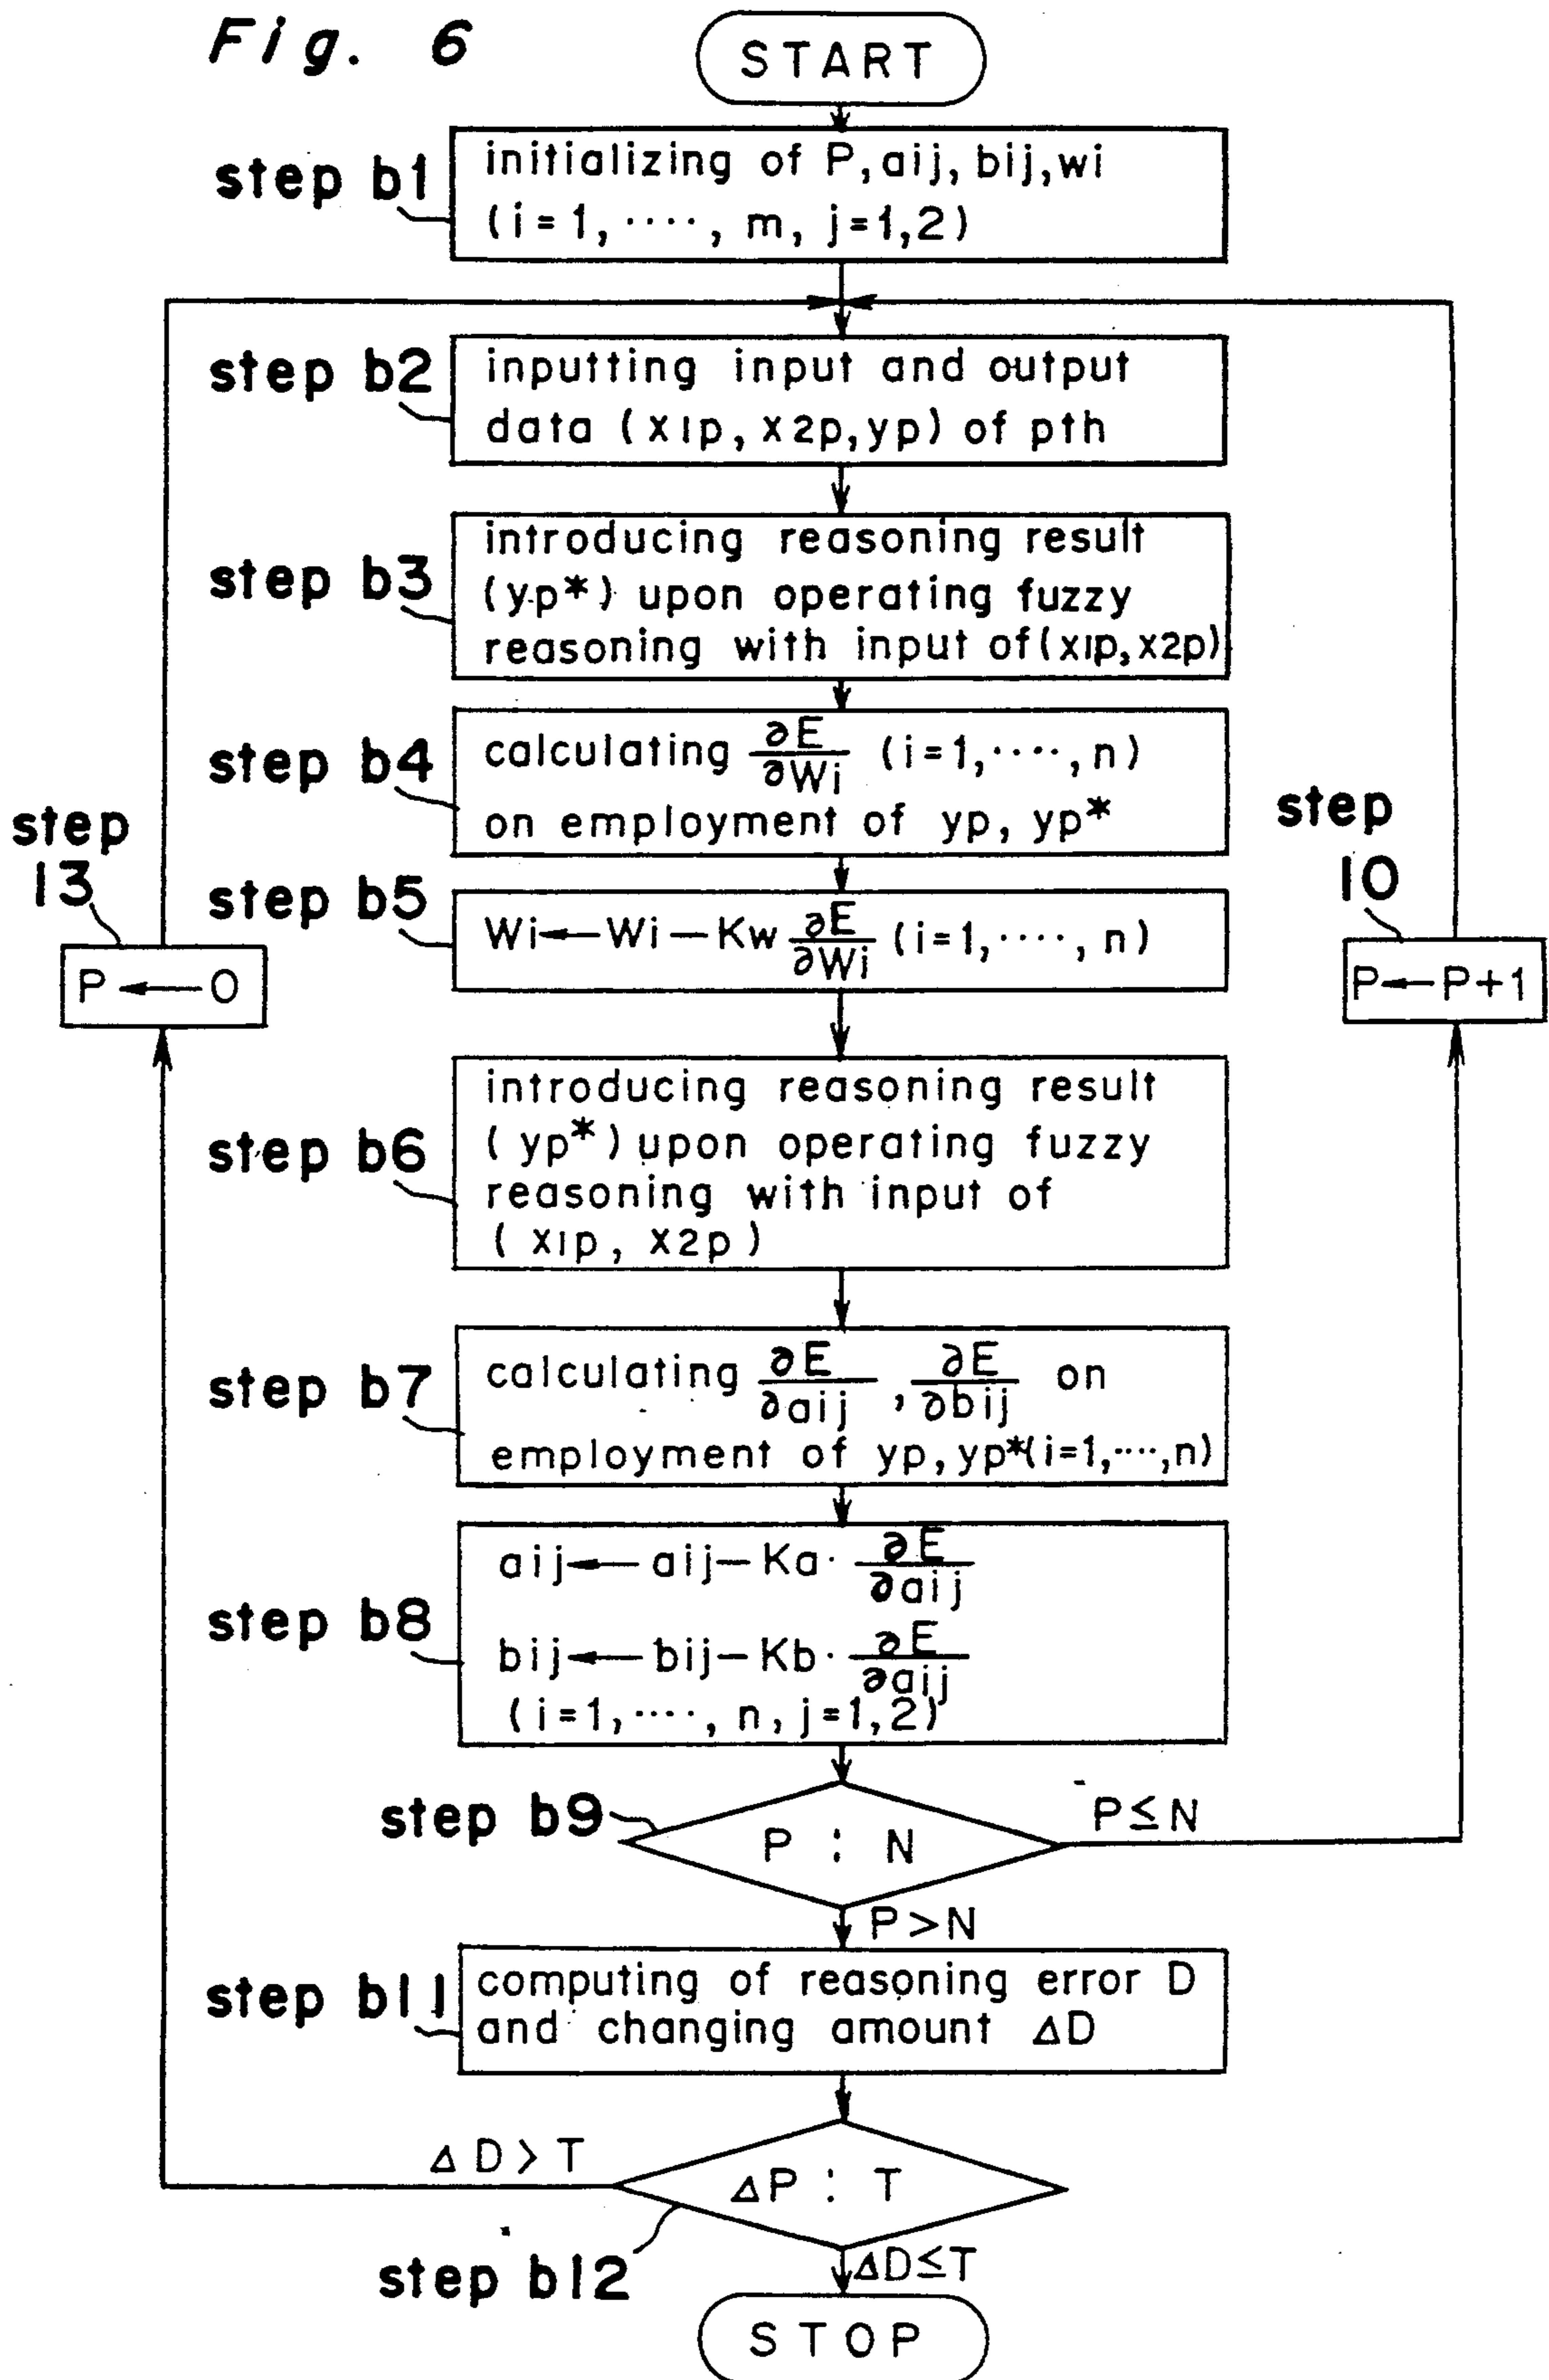 Fig. 6
START
step b1
initializing of P, aij, bij, wi
(i=1, ····, m, j=1,2)
step b2
inputting input and output
data (x1p, x2p, yp) of pth
step b3
introducing reasoning result
(yp*) upon operating fuzzy
reasoning with input of (x1p, x2p)
step b4
calculating ∂E/∂Wi (i=1, ····, n)
on employment of yp, yp*
step
13
step
10
step b5
Wi←Wi−Kw ∂E/∂Wi (i=1, ····, n)
P←0
P←P+1
step b6
introducing reasoning result
(yp*) upon operating fuzzy
reasoning with input of
(x1p, x2p)
step b7
calculating ∂E/∂aij, ∂E/∂bij on
employment of yp, yp*(i=1, ····, n)
step b8
aij←aij−Ka· ∂E/∂aij
bij←bij−Kb· ∂E/∂aij
(i=1, ····, n, j=1,2)
step b9
P : N
P≤N
P>N
step b11
computing of reasoning error D
and changing amount ΔD
ΔD>T
ΔP : T
step b12
ΔD≤T
STOP